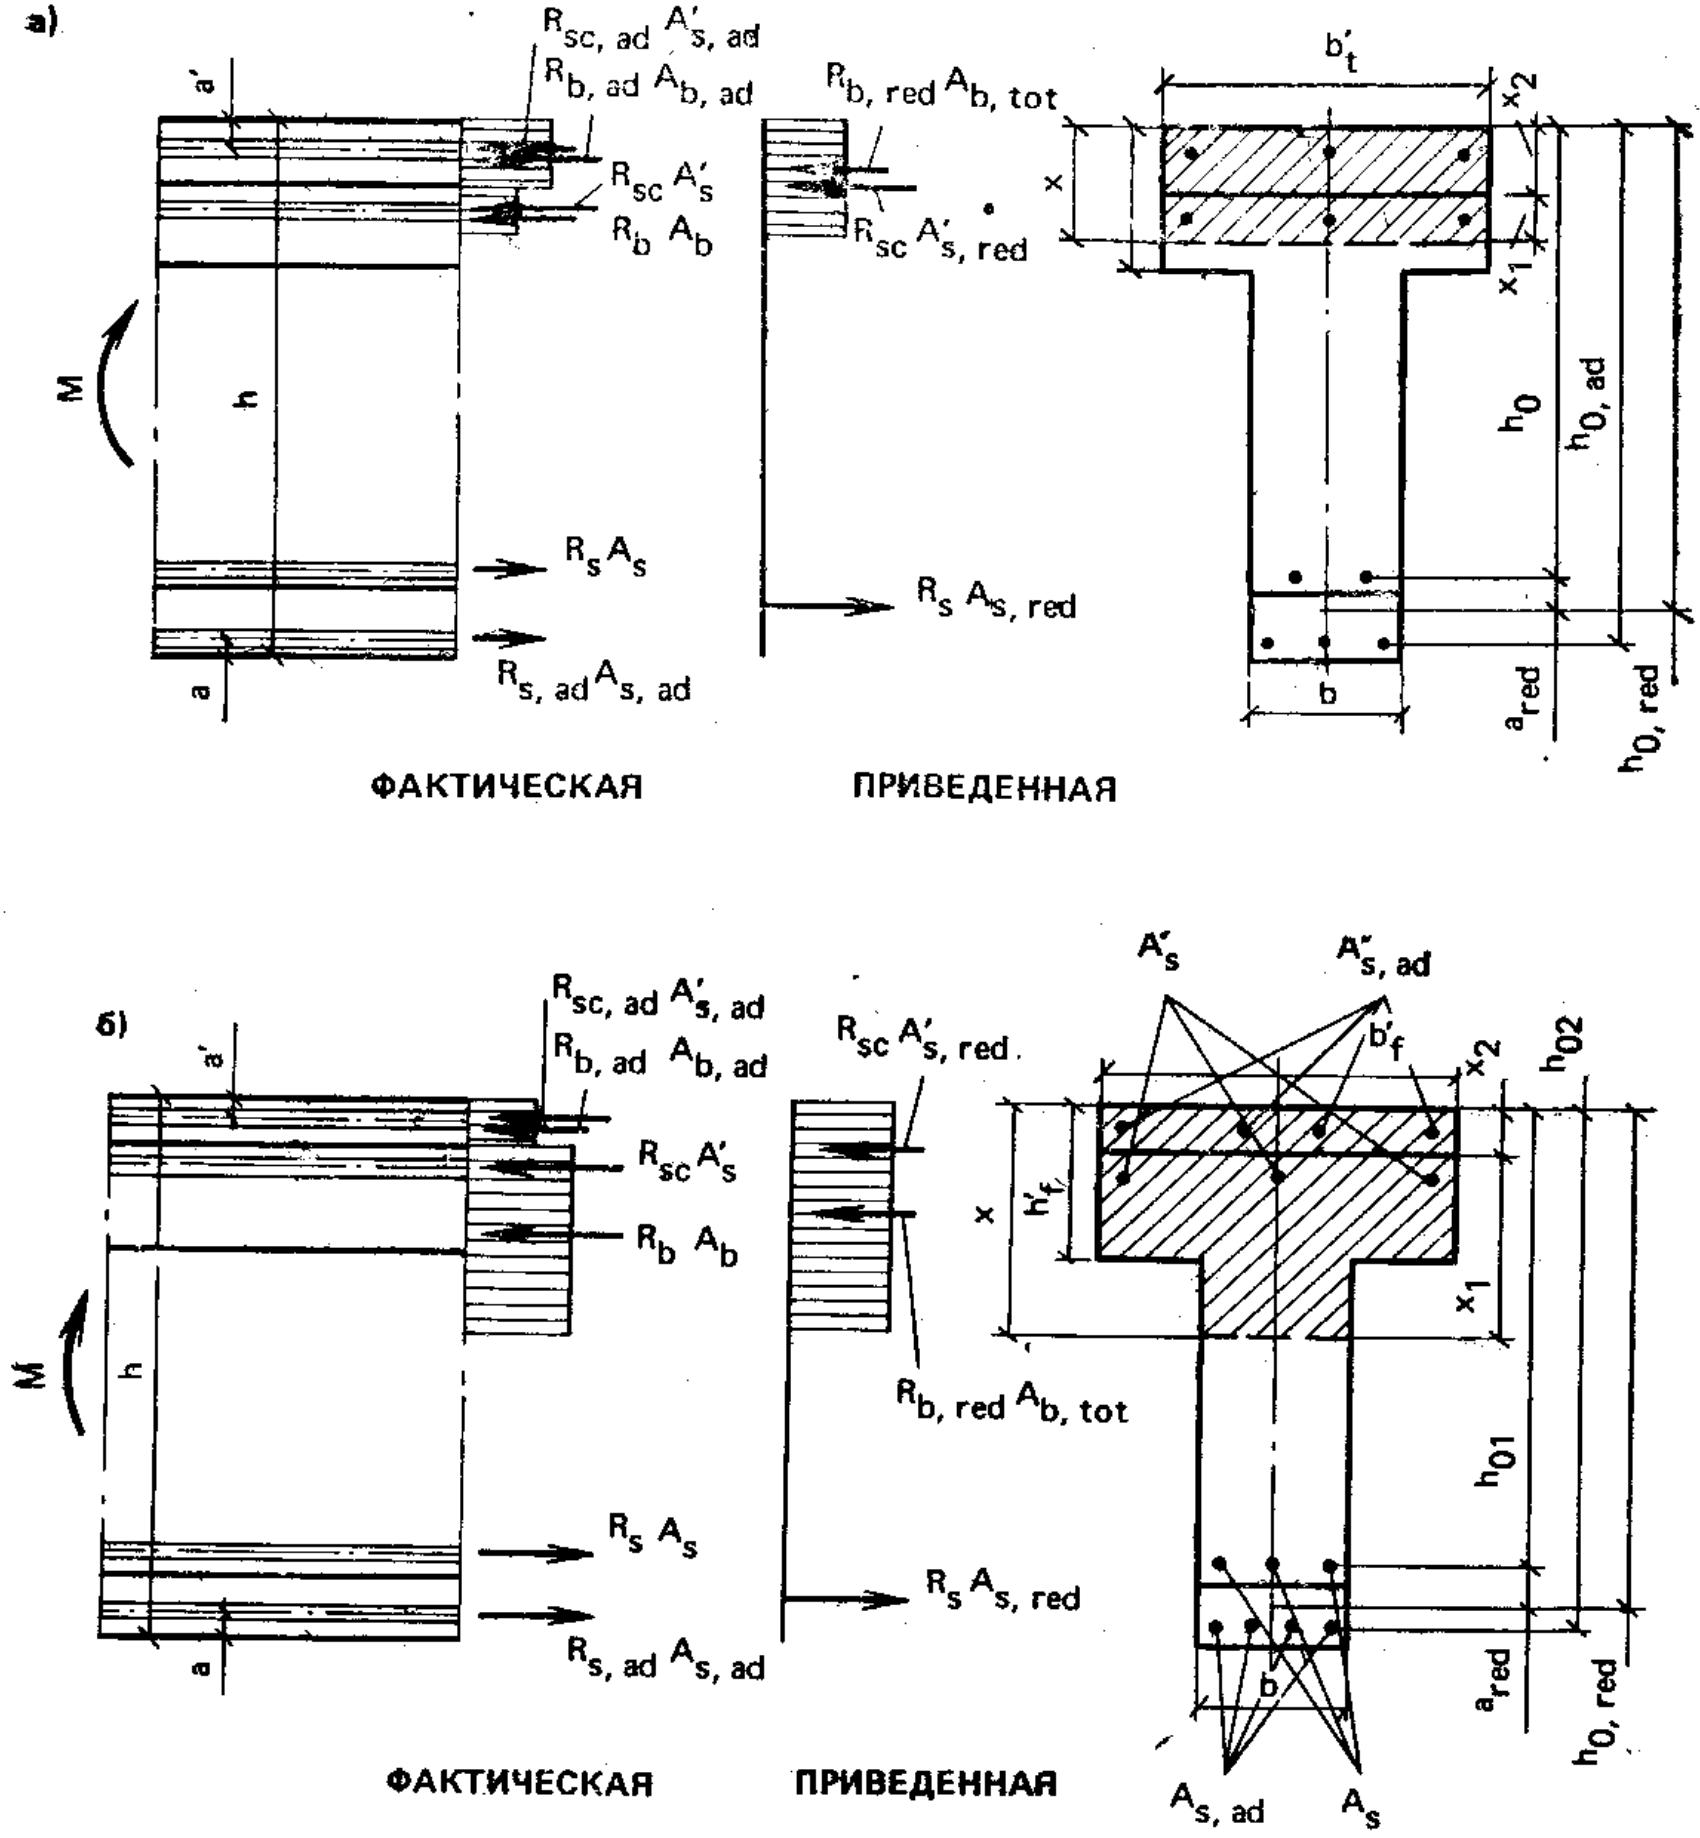 а)
R_sc, ad A′_s, ad
R_b, ad A_b, ad
R_sc A′_s
R_b A_b
a′
h
M
R_s A_s
R_s, ad A_s, ad
a
R_b, red A_b, tot
R_sc A′_s, red
R_s A_s, red
b′_t
x_2
x
x_1
h_0
h_0, ad
a_red
h_0, red
b
ФАКТИЧЕСКАЯ
ПРИВЕДЕННАЯ
б)
R_sc, ad A′_s, ad
R_b, ad A_b, ad
R_sc A′_s
R_b A_b
a′
h
M
R_s A_s
R_s, ad A_s, ad
a
R_sc A′_s, red
R_b, red A_b, tot
R_s A_s, red
A′_s
A″_s, ad
b′_f
x_2
h_02
x
h′_f
x_1
h_01
a_red
h_0, red
b
A_s, ad
A_s
ФАКТИЧЕСКАЯ
ПРИВЕДЕННАЯ